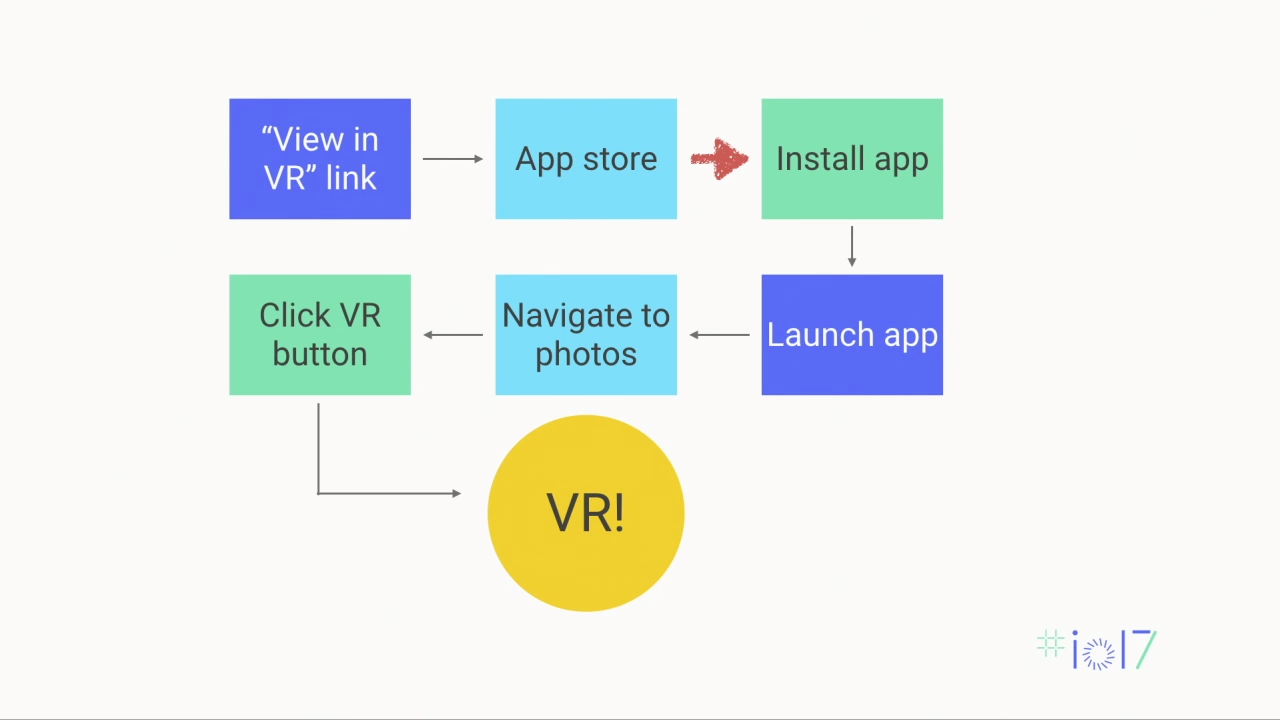 “View in
VR” link
App store
Install app
Click VR
button
Navigate to
photos
Launch app
VR!
#io17